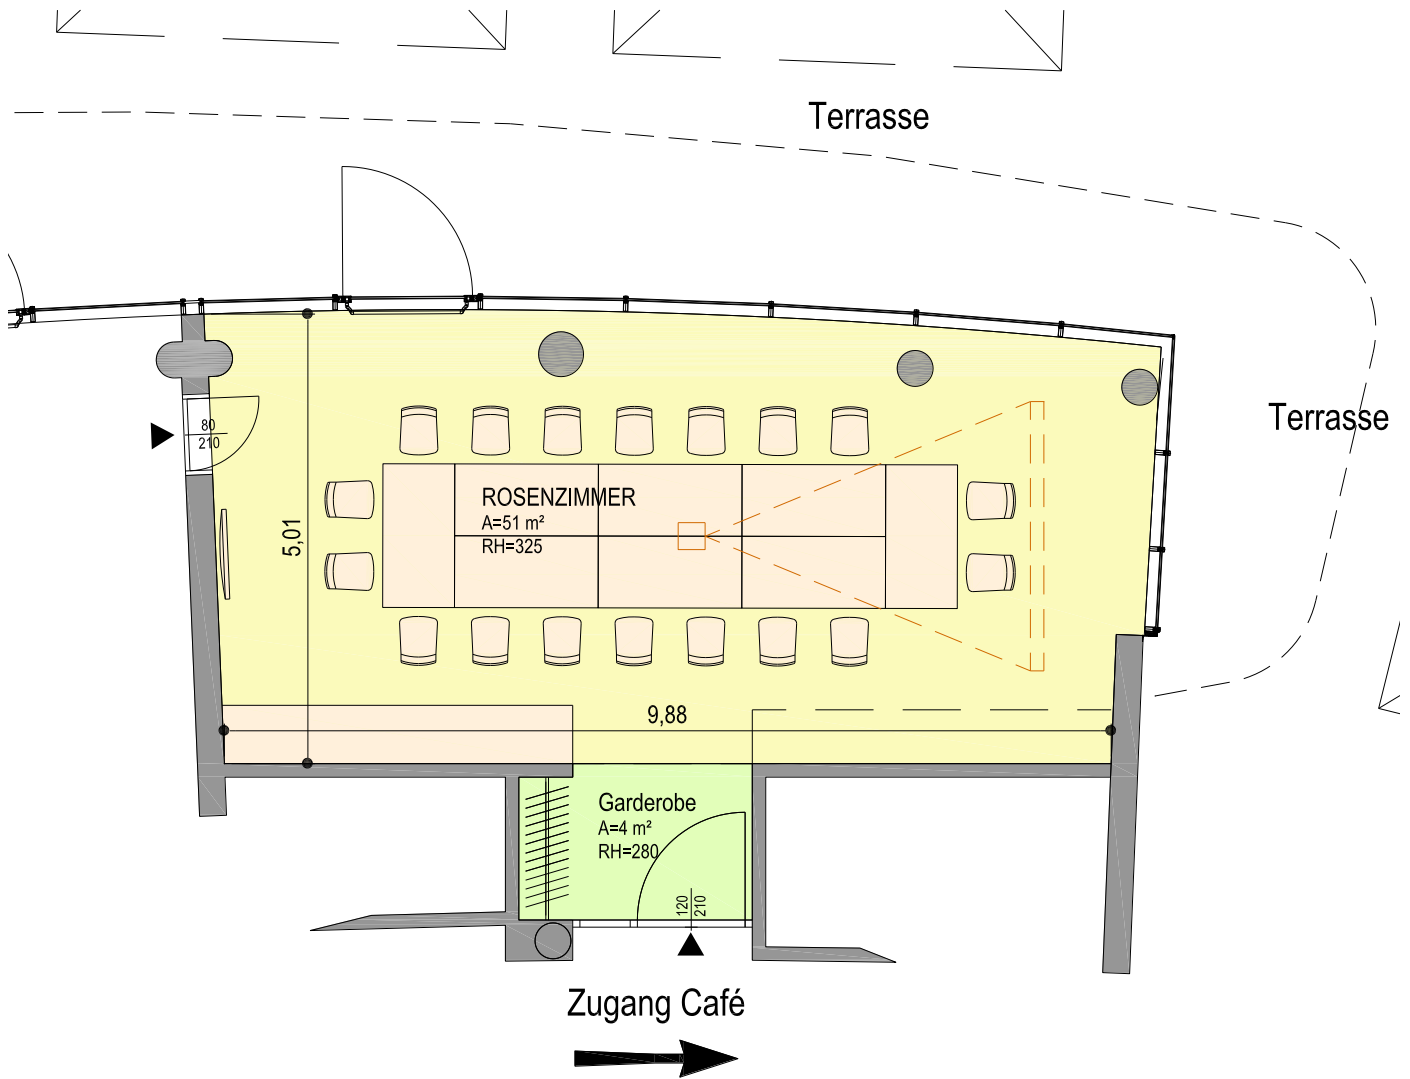 Terrasse
Terrasse
80
210
ROSENZIMMER
A=51 m²
RH=325
5,01
9,88
Garderobe
A=4 m²
RH=280
120
210
Zugang Café